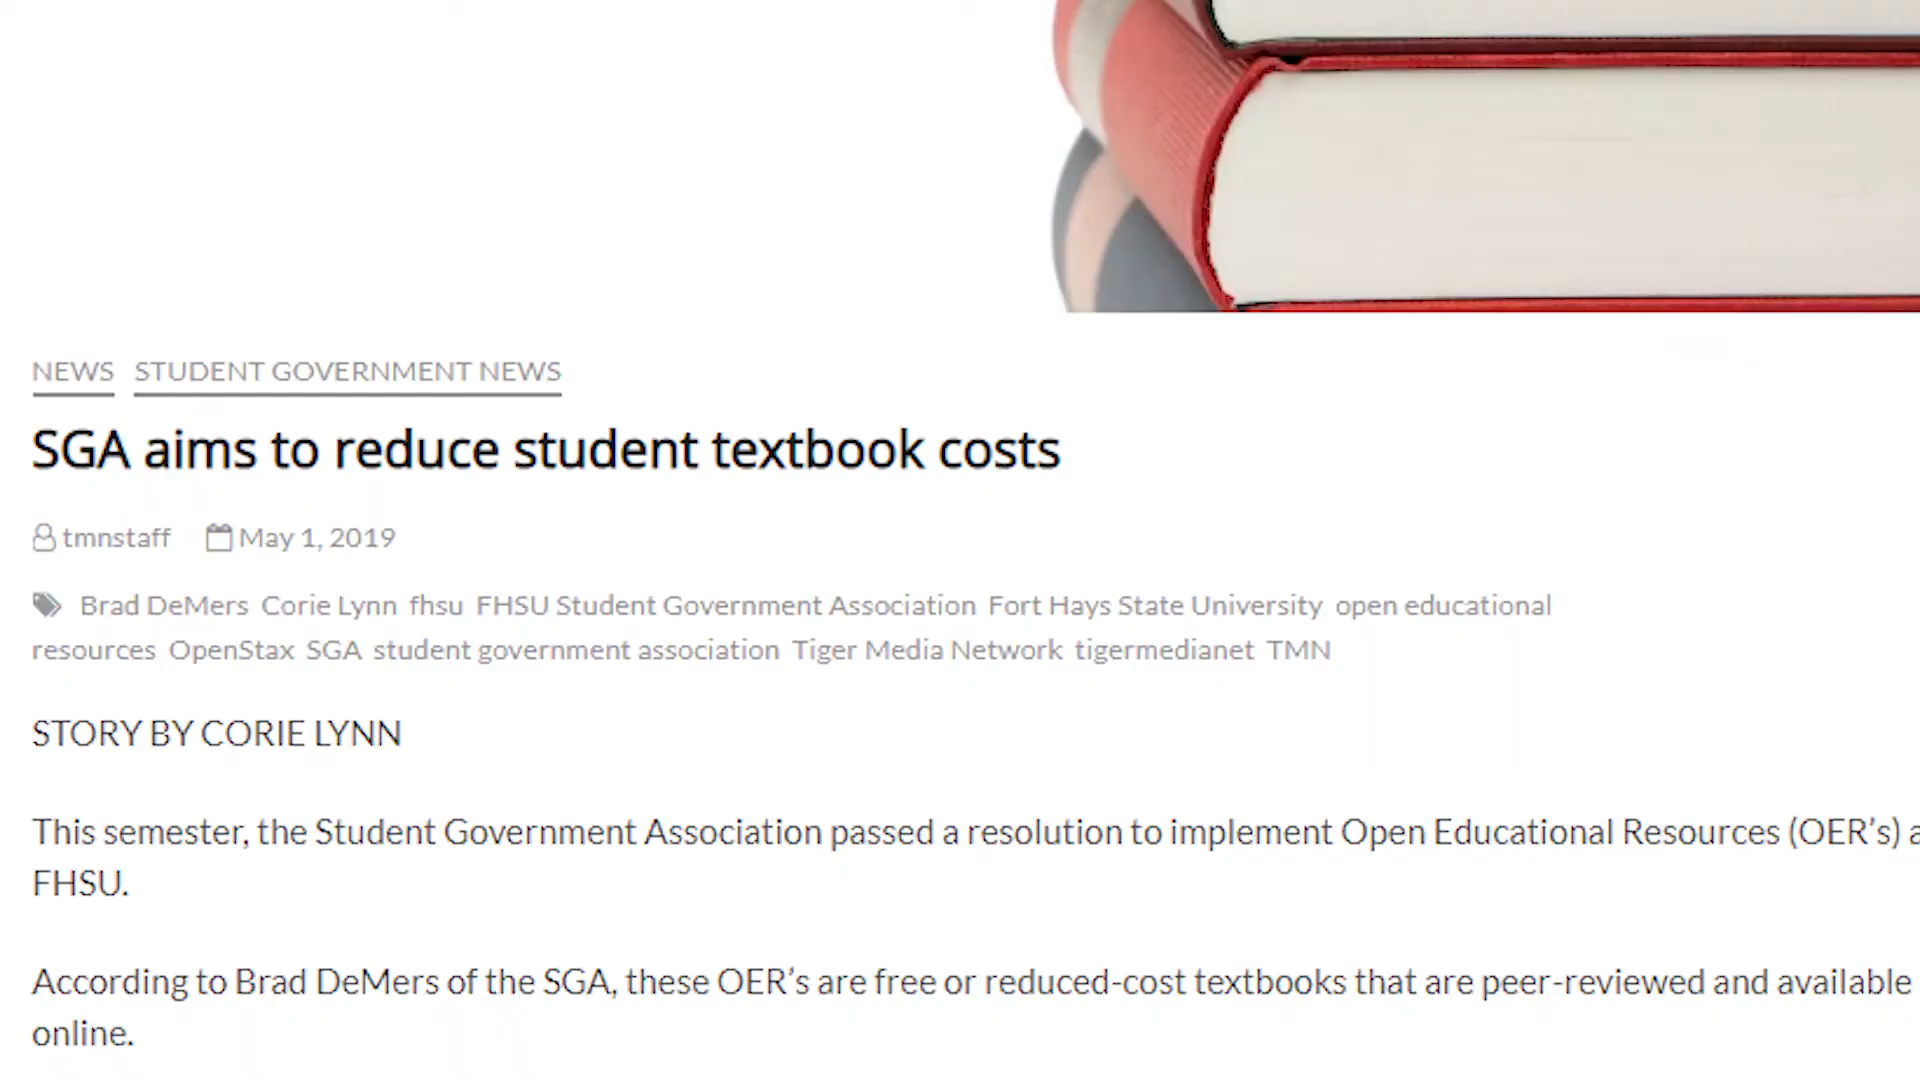 NEWS STUDENT GOVERNMENT NEWS
SGA aims to reduce student textbook costs
tmnstaff May 1, 2019
Brad DeMers Corie Lynn fhsu FHSU Student Government Association Fort Hays State University open educational
resources OpenStax SGA student government association Tiger Media Network tigermedianet TMN
STORY BY CORIE LYNN
This semester, the Student Government Association passed a resolution to implement Open Educational Resources (OER’s)
FHSU.
According to Brad DeMers of the SGA, these OER’s are free or reduced-cost textbooks that are peer-reviewed and available
online.